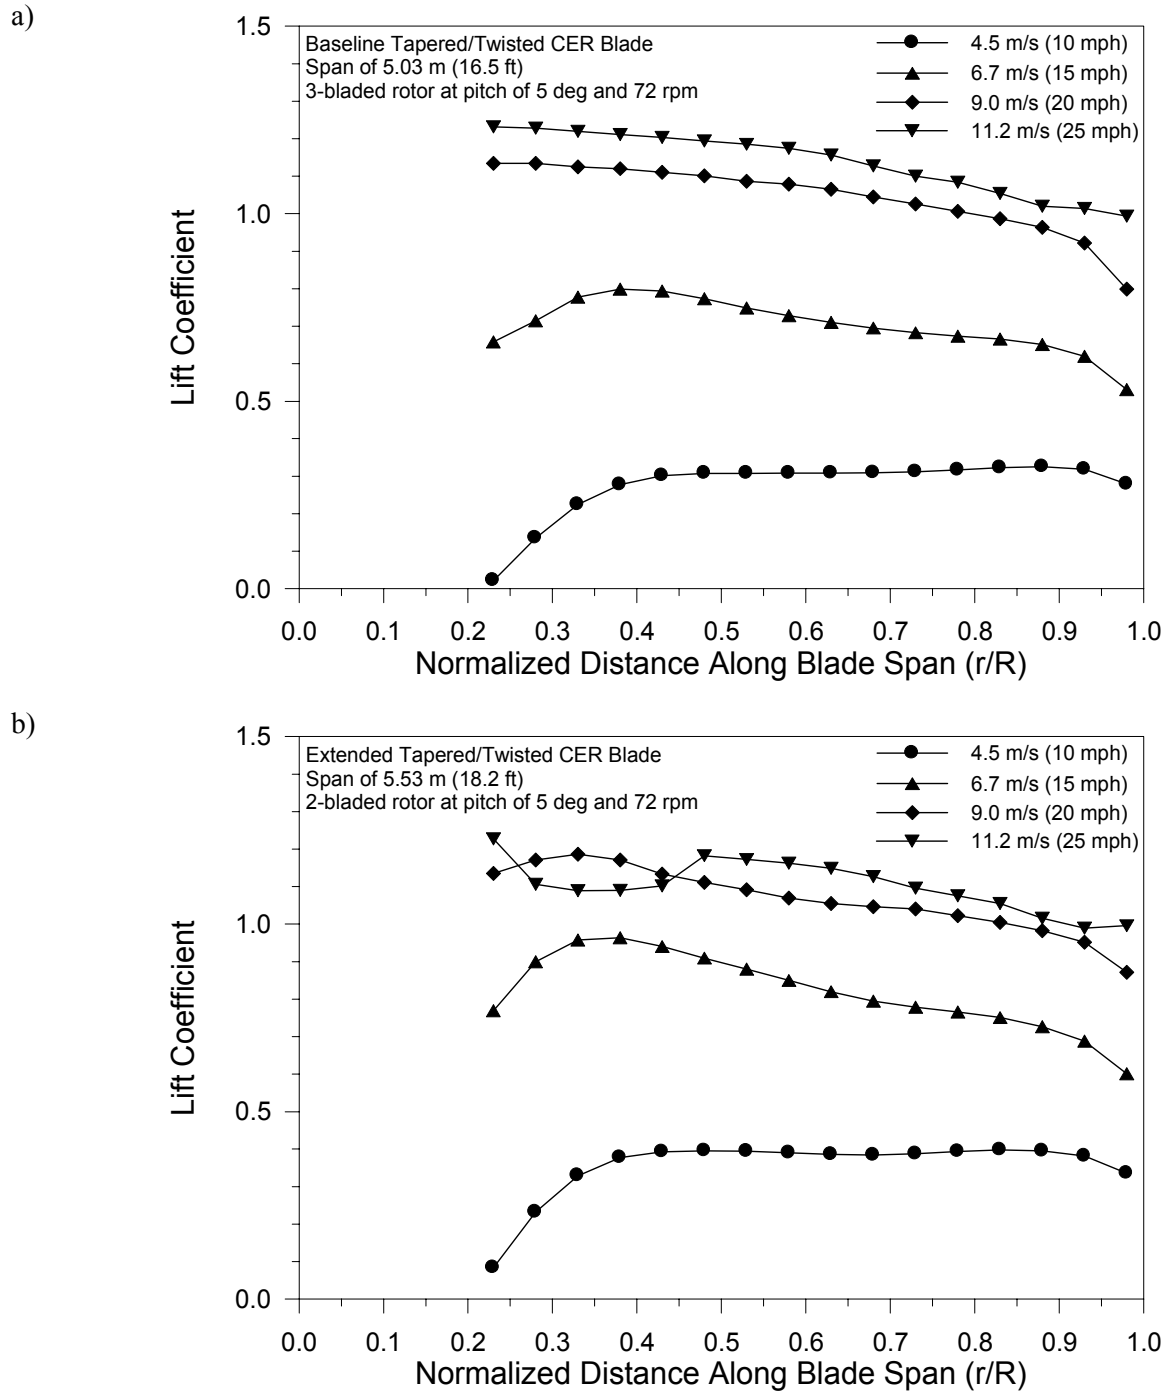 a)
1.5
Baseline Tapered/Twisted CER Blade
Span of 5.03 m (16.5 ft)
3-bladed rotor at pitch of 5 deg and 72 rpm
4.5 m/s (10 mph)
6.7 m/s (15 mph)
9.0 m/s (20 mph)
11.2 m/s (25 mph)
1.0
Lift Coefficient
0.5
0.0
0.0 0.1 0.2 0.3 0.4 0.5 0.6 0.7 0.8 0.9 1.0
Normalized Distance Along Blade Span (r/R)
b)
1.5
Extended Tapered/Twisted CER Blade
Span of 5.53 m (18.2 ft)
2-bladed rotor at pitch of 5 deg and 72 rpm
4.5 m/s (10 mph)
6.7 m/s (15 mph)
9.0 m/s (20 mph)
11.2 m/s (25 mph)
1.0
Lift Coefficient
0.5
0.0
0.0 0.1 0.2 0.3 0.4 0.5 0.6 0.7 0.8 0.9 1.0
Normalized Distance Along Blade Span (r/R)